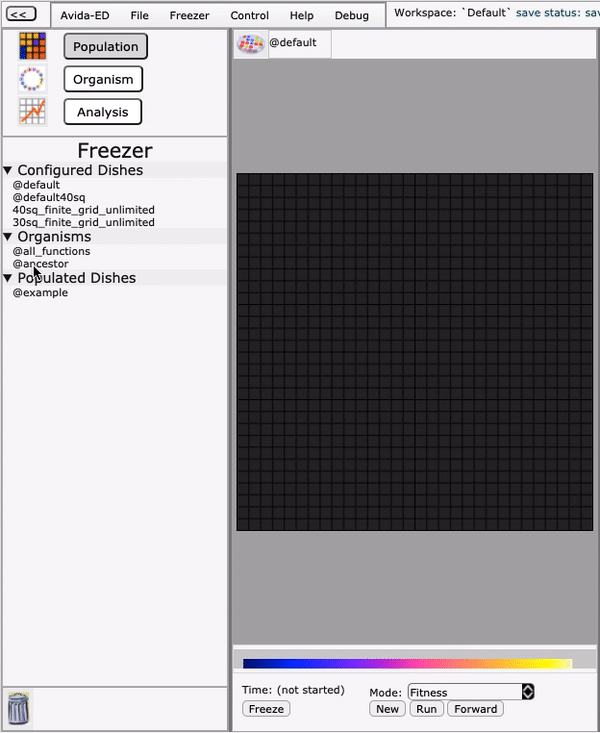 << Avida-ED File Freezer Control Help Debug Workspace: `Default` save status: sav
Population
Organism
Analysis
@default
Freezer
Configured Dishes
@default
@default40sq
40sq_finite_grid_unlimited
30sq_finite_grid_unlimited
Organisms
@all_functions
@ancestor
Populated Dishes
@example
Time: (not started) Mode: Fitness
Freeze New Run Forward